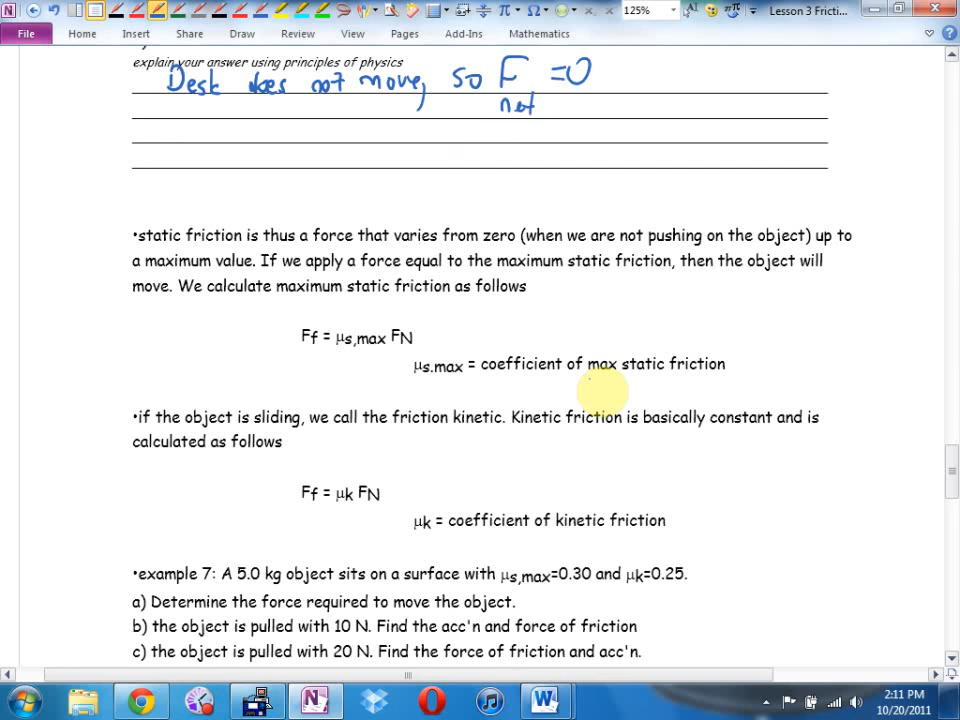 125%
Lesson 3 Fricti...
File Home Insert Share Draw Review View Pages Add-Ins Mathematics
explain your answer using principles of physics
Desk does not move, so F net =0
•static friction is thus a force that varies from zero (when we are not pushing on the object) up to
a maximum value. If we apply a force equal to the maximum static friction, then the object will
move. We calculate maximum static friction as follows
Ff = μs,max FN
μs.max = coefficient of max static friction
•if the object is sliding, we call the friction kinetic. Kinetic friction is basically constant and is
calculated as follows
Ff = μk FN
μk = coefficient of kinetic friction
•example 7: A 5.0 kg object sits on a surface with μs,max=0.30 and μk=0.25.
a) Determine the force required to move the object.
b) the object is pulled with 10 N. Find the acc'n and force of friction
c) the object is pulled with 20 N. Find the force of friction and acc'n.
2:11 PM
10/20/2011